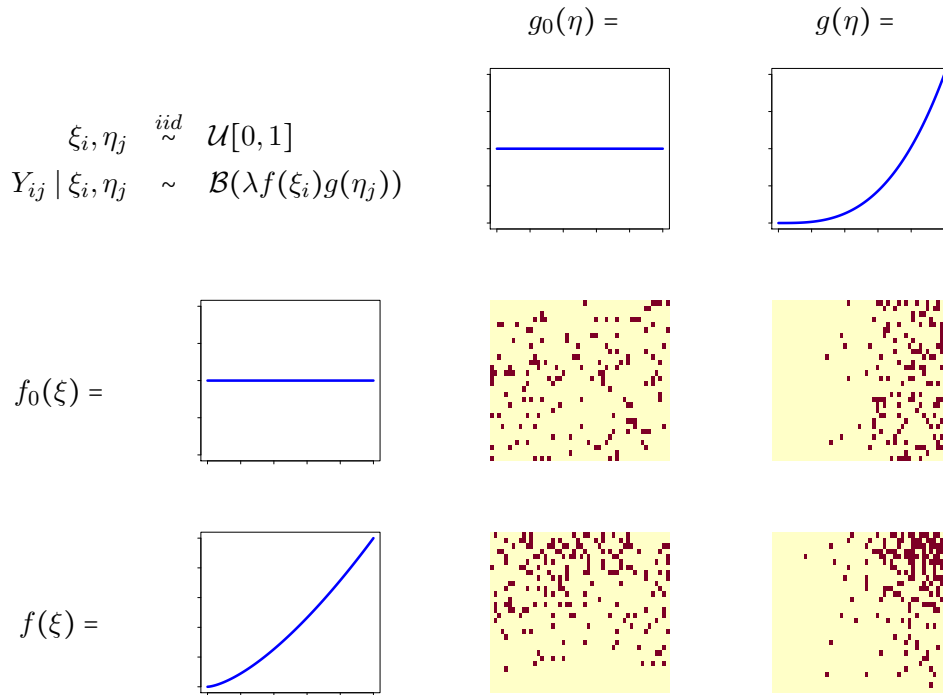 g₀(η) = g(η) =
ξᵢ, ηⱼ iid ~ 𝒰[0, 1]
Yᵢⱼ | ξᵢ, ηⱼ ~ ℬ(λf(ξᵢ)g(ηⱼ))
f₀(ξ) =
f(ξ) =